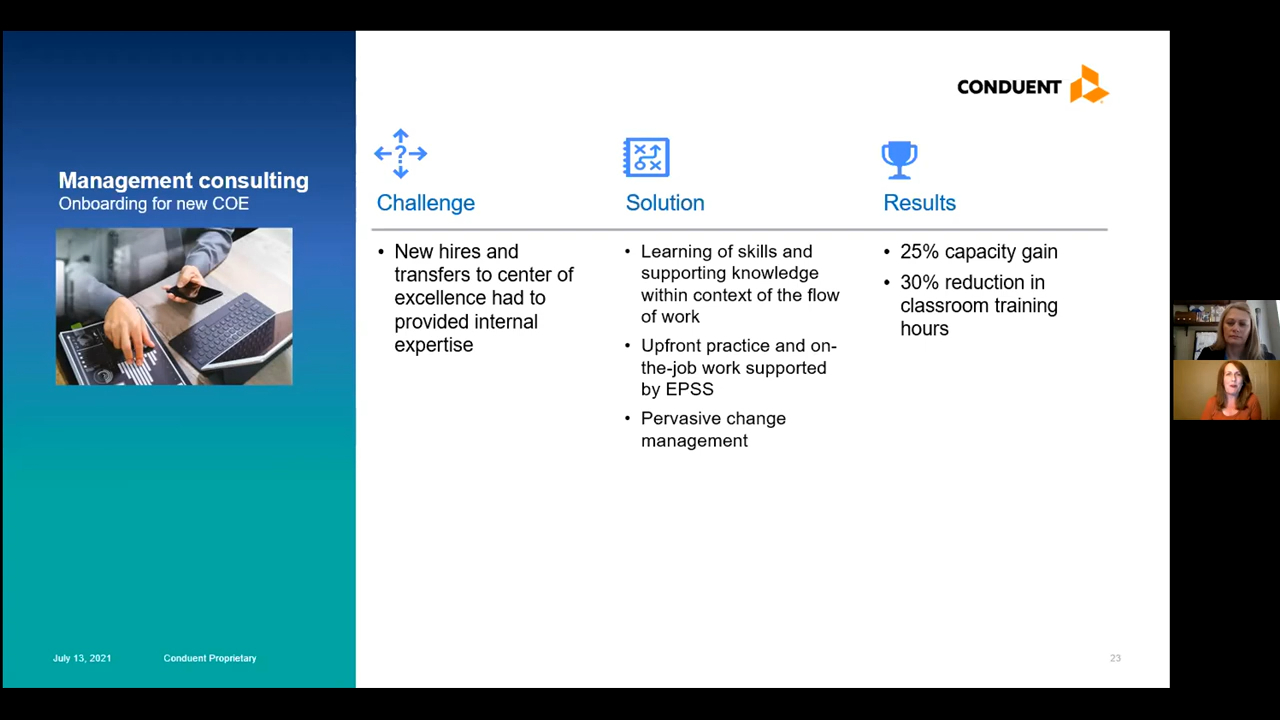 CONDUENT
Management consulting
Onboarding for new COE
Challenge
• New hires and
transfers to center of
excellence had to
provided internal
expertise
Solution
• Learning of skills and
supporting knowledge
within context of the flow
of work
• Upfront practice and on-
the-job work supported
by EPSS
• Pervasive change
management
Results
• 25% capacity gain
• 30% reduction in
classroom training
hours
July 13, 2021
Conduent Proprietary
23